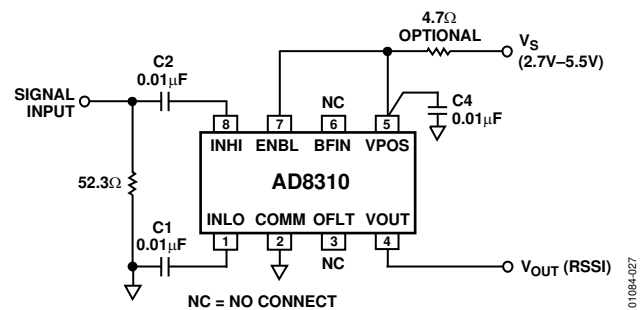 4.7Ω
OPTIONAL
VS
(2.7V–5.5V)
C2
0.01μF
SIGNAL
INPUT
NC
C4
0.01μF
8
7
6
5
INHI
ENBL
BFIN
VPOS
52.3Ω
AD8310
C1
0.01μF
INLO
COMM
OFLT
VOUT
1
2
3
4
NC
VOUT (RSSI)
NC = NO CONNECT
01084-027